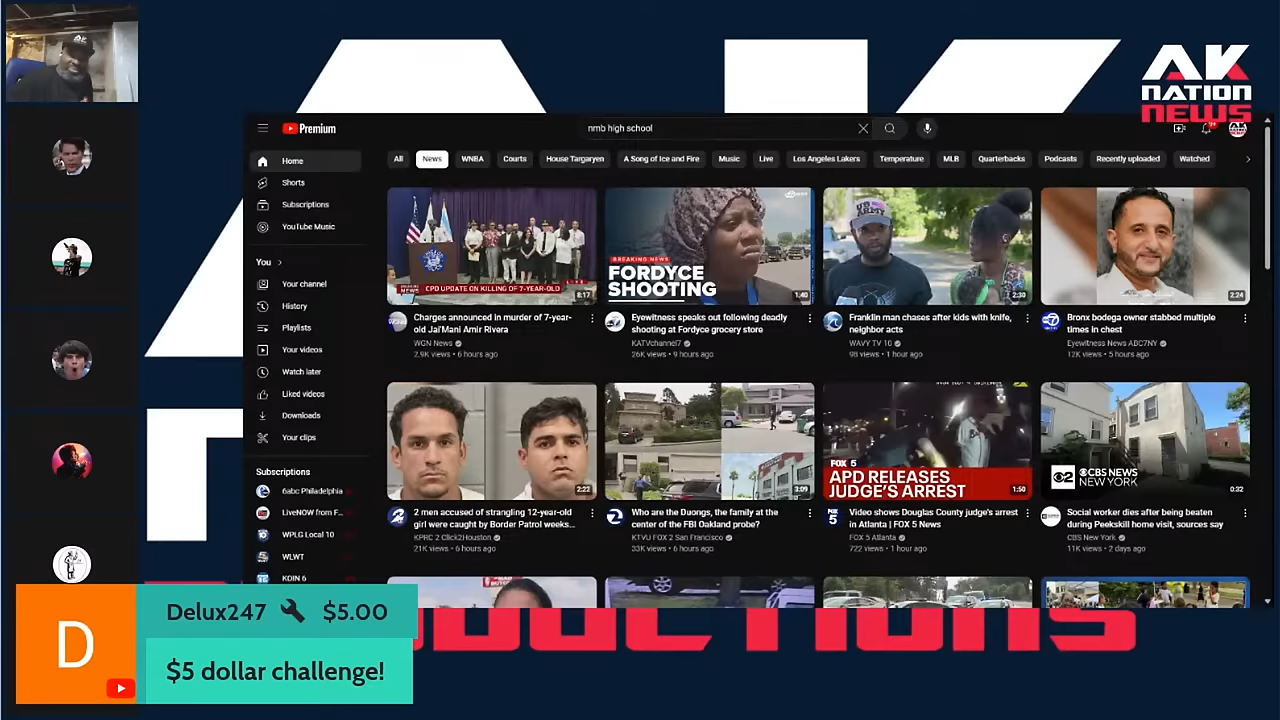 AK
NATION
NEWS
Premium
nmb high school
All
News
WNBA
Courts
House Targaryen
A Song of Ice and Fire
Music
Live
Los Angeles Lakers
Temperature
MLB
Quarterbacks
Podcasts
Recently uploaded
Watched
Home
Shorts
Subscriptions
YouTube Music
You
Your channel
History
Playlists
Your videos
Watch later
Liked videos
Downloads
Your clips
Subscriptions
6abc Philadelphia
LiveNOW from F...
WPLG Local 10
WLWT
KOIN 6
BREAKING NEWS
CPD UPDATE ON KILLING OF 7-YEAR-OLD
LIVE
8:17
Charges announced in murder of 7-year-
old Jai'Mani Amir Rivera
WGN News
2.9K views • 6 hours ago
BREAKING NEWS
FORDYCE
SHOOTING
1:40
Eyewitness speaks out following deadly
shooting at Fordyce grocery store
KATVchannel7
26K views • 9 hours ago
US
ARMY
2:30
Franklin man chases after kids with knife,
neighbor acts
WAVY TV 10
98 views • 1 hour ago
2:24
Bronx bodega owner stabbed multiple
times in chest
Eyewitness News ABC7NY
12K views • 5 hours ago
2:22
2 men accused of strangling 12-year-old
girl were caught by Border Patrol weeks...
KPRC 2 Click2Houston
21K views • 6 hours ago
3:09
Who are the Duongs, the family at the
center of the FBI Oakland probe?
KTVU FOX 2 San Francisco
33K views • 6 hours ago
FOX 5
APD RELEASES
JUDGE'S ARREST
1:50
Video shows Douglas County judge's arrest
in Atlanta | FOX 5 News
FOX 5 Atlanta
722 views • 1 hour ago
CBS NEWS
NEW YORK
0:32
Social worker dies after being beaten
during Peekskill home visit, sources say
CBS New York
11K views • 2 days ago
D
Delux247
$5.00
$5 dollar challenge!